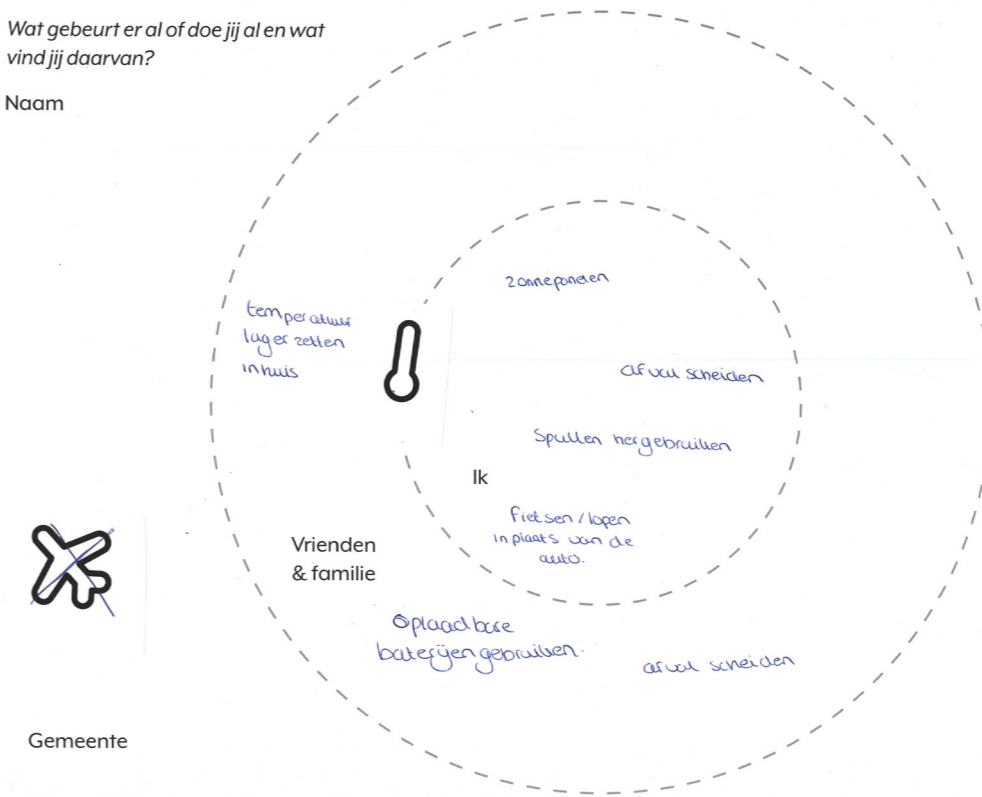 Wat gebeurt er al of doe jij al en wat
vind jij daarvan?
Naam
zonnepanelen
temperatuur
lager zetten
in huis
afval scheiden
Spullen hergebruiken
Ik
fietsen / lopen
in plaats van de
auto.
Vrienden
& familie
Oplaadbare
baterijen gebruiken.
afval scheiden
Gemeente